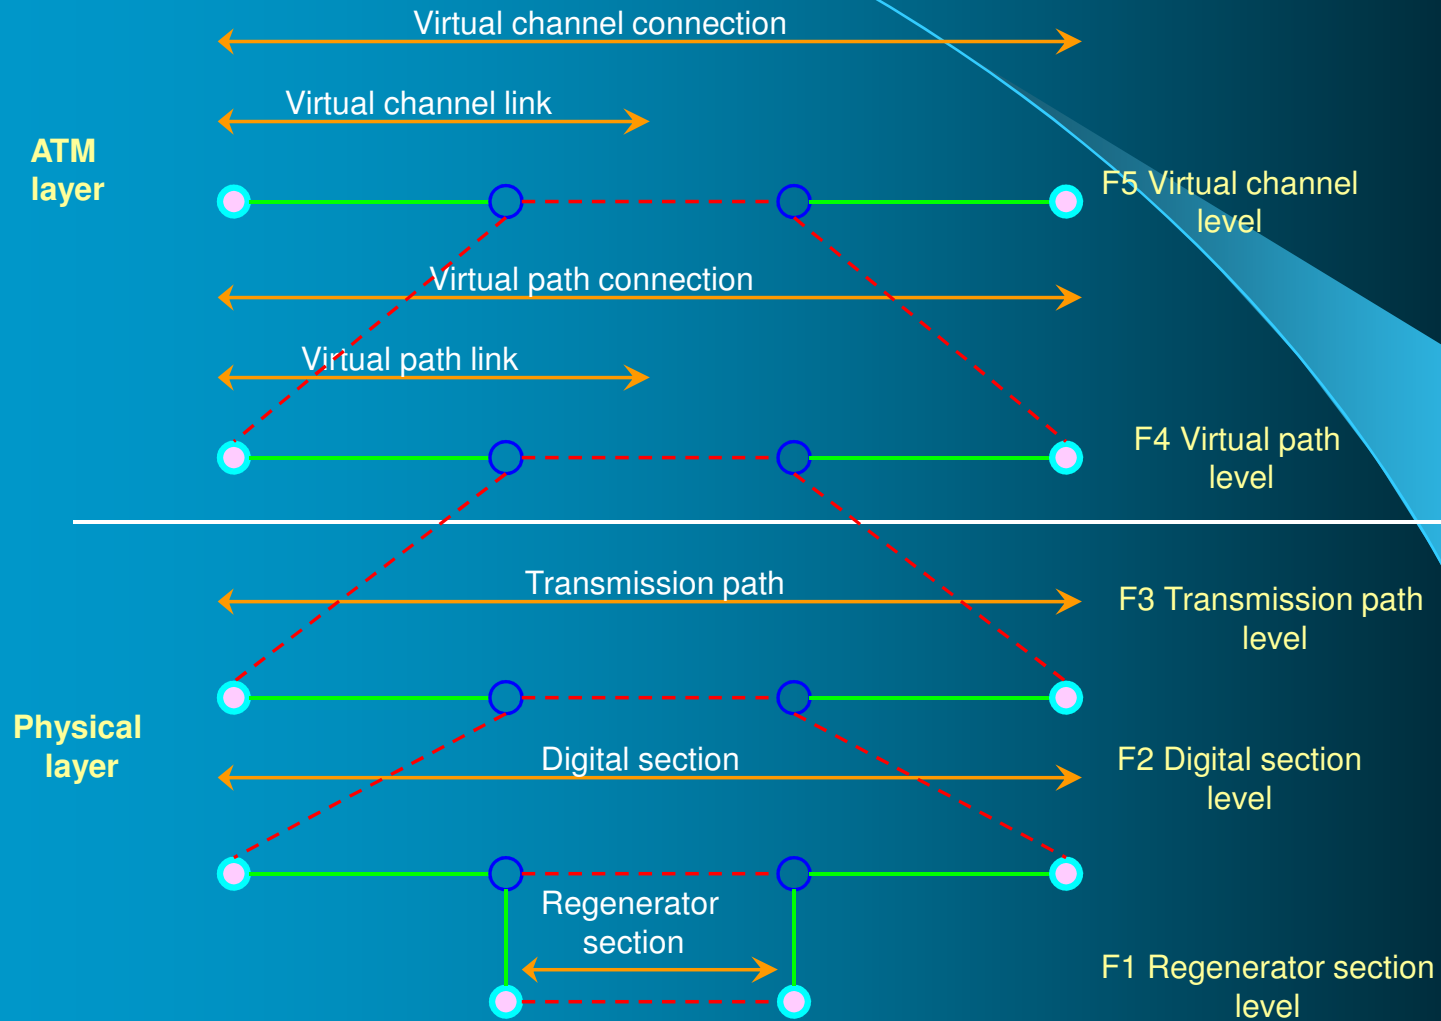 Virtual channel connection
Virtual channel link
ATM
layer
F5 Virtual channel
level
Virtual path connection
Virtual path link
F4 Virtual path
level
Transmission path
F3 Transmission path
level
Physical
layer
Digital section
F2 Digital section
level
Regenerator
section
F1 Regenerator section
level